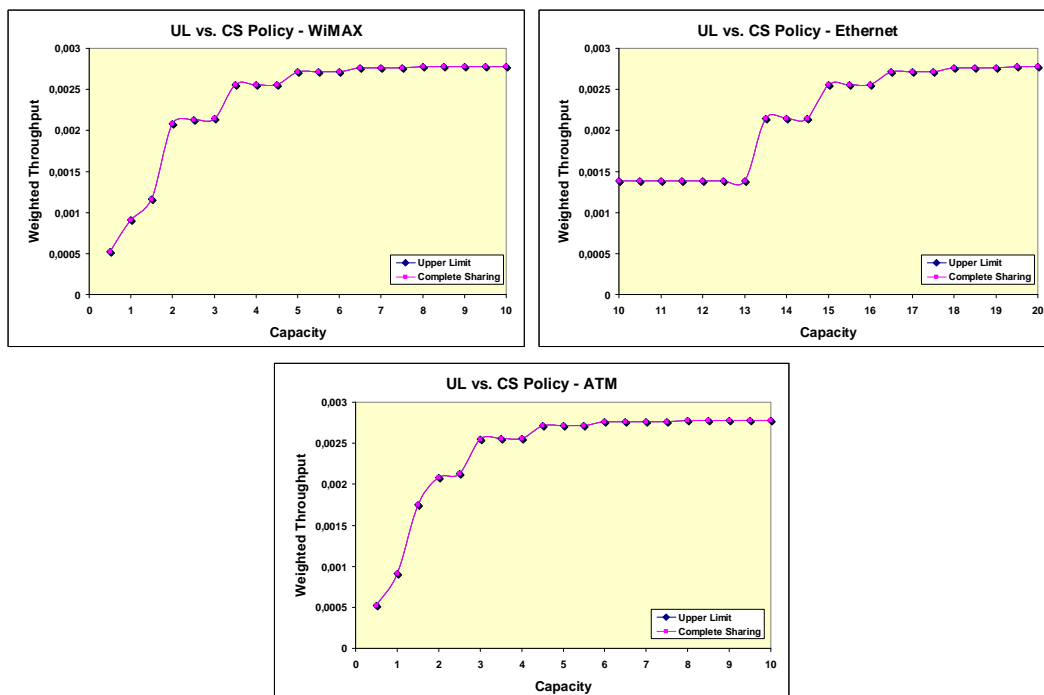 UL vs. CS Policy - WiMAX
0,003
0,0025
0,002
0,0015
0,001
0,0005
0
Weighted Throughput
0 1 2 3 4 5 6 7 8 9 10
Capacity
Upper Limit
Complete Sharing
UL vs. CS Policy - Ethernet
0,003
0,0025
0,002
0,0015
0,001
0,0005
0
Weighted Throughput
10 11 12 13 14 15 16 17 18 19 20
Capacity
Upper Limit
Complete Sharing
UL vs. CS Policy - ATM
0,003
0,0025
0,002
0,0015
0,001
0,0005
0
Weighted Throughput
0 1 2 3 4 5 6 7 8 9 10
Capacity
Upper Limit
Complete Sharing